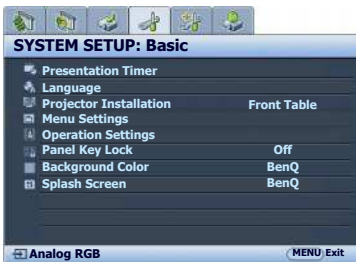 SYSTEM SETUP: Basic
Presentation Timer
Language
Projector Installation Front Table
Menu Settings
Operation Settings
Panel Key Lock Off
Background Color BenQ
Splash Screen BenQ
Analog RGB MENU Exit